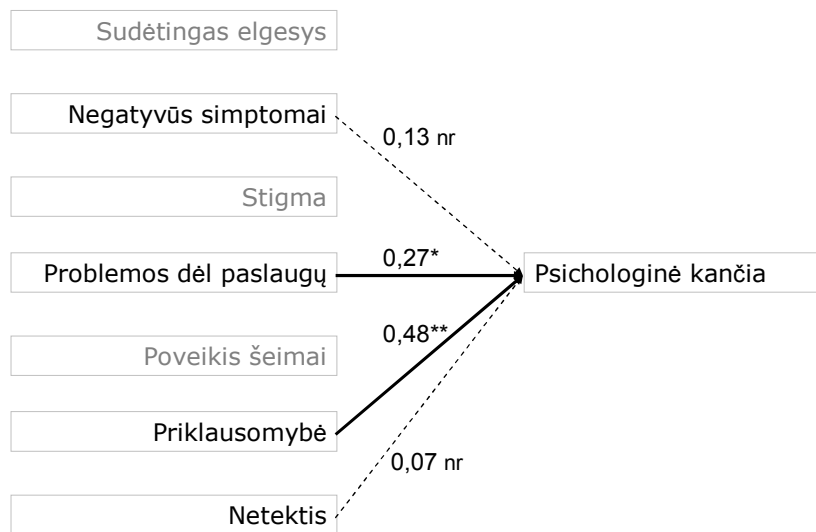 Sudėtingas elgesys
Negatyvūs simptomai
0,13 nr
Stigma
Problemos dėl paslaugų
0,27*
Psichologinė kančia
0,48**
Poveikis šeimai
Priklausomybė
0,07 nr
Netektis